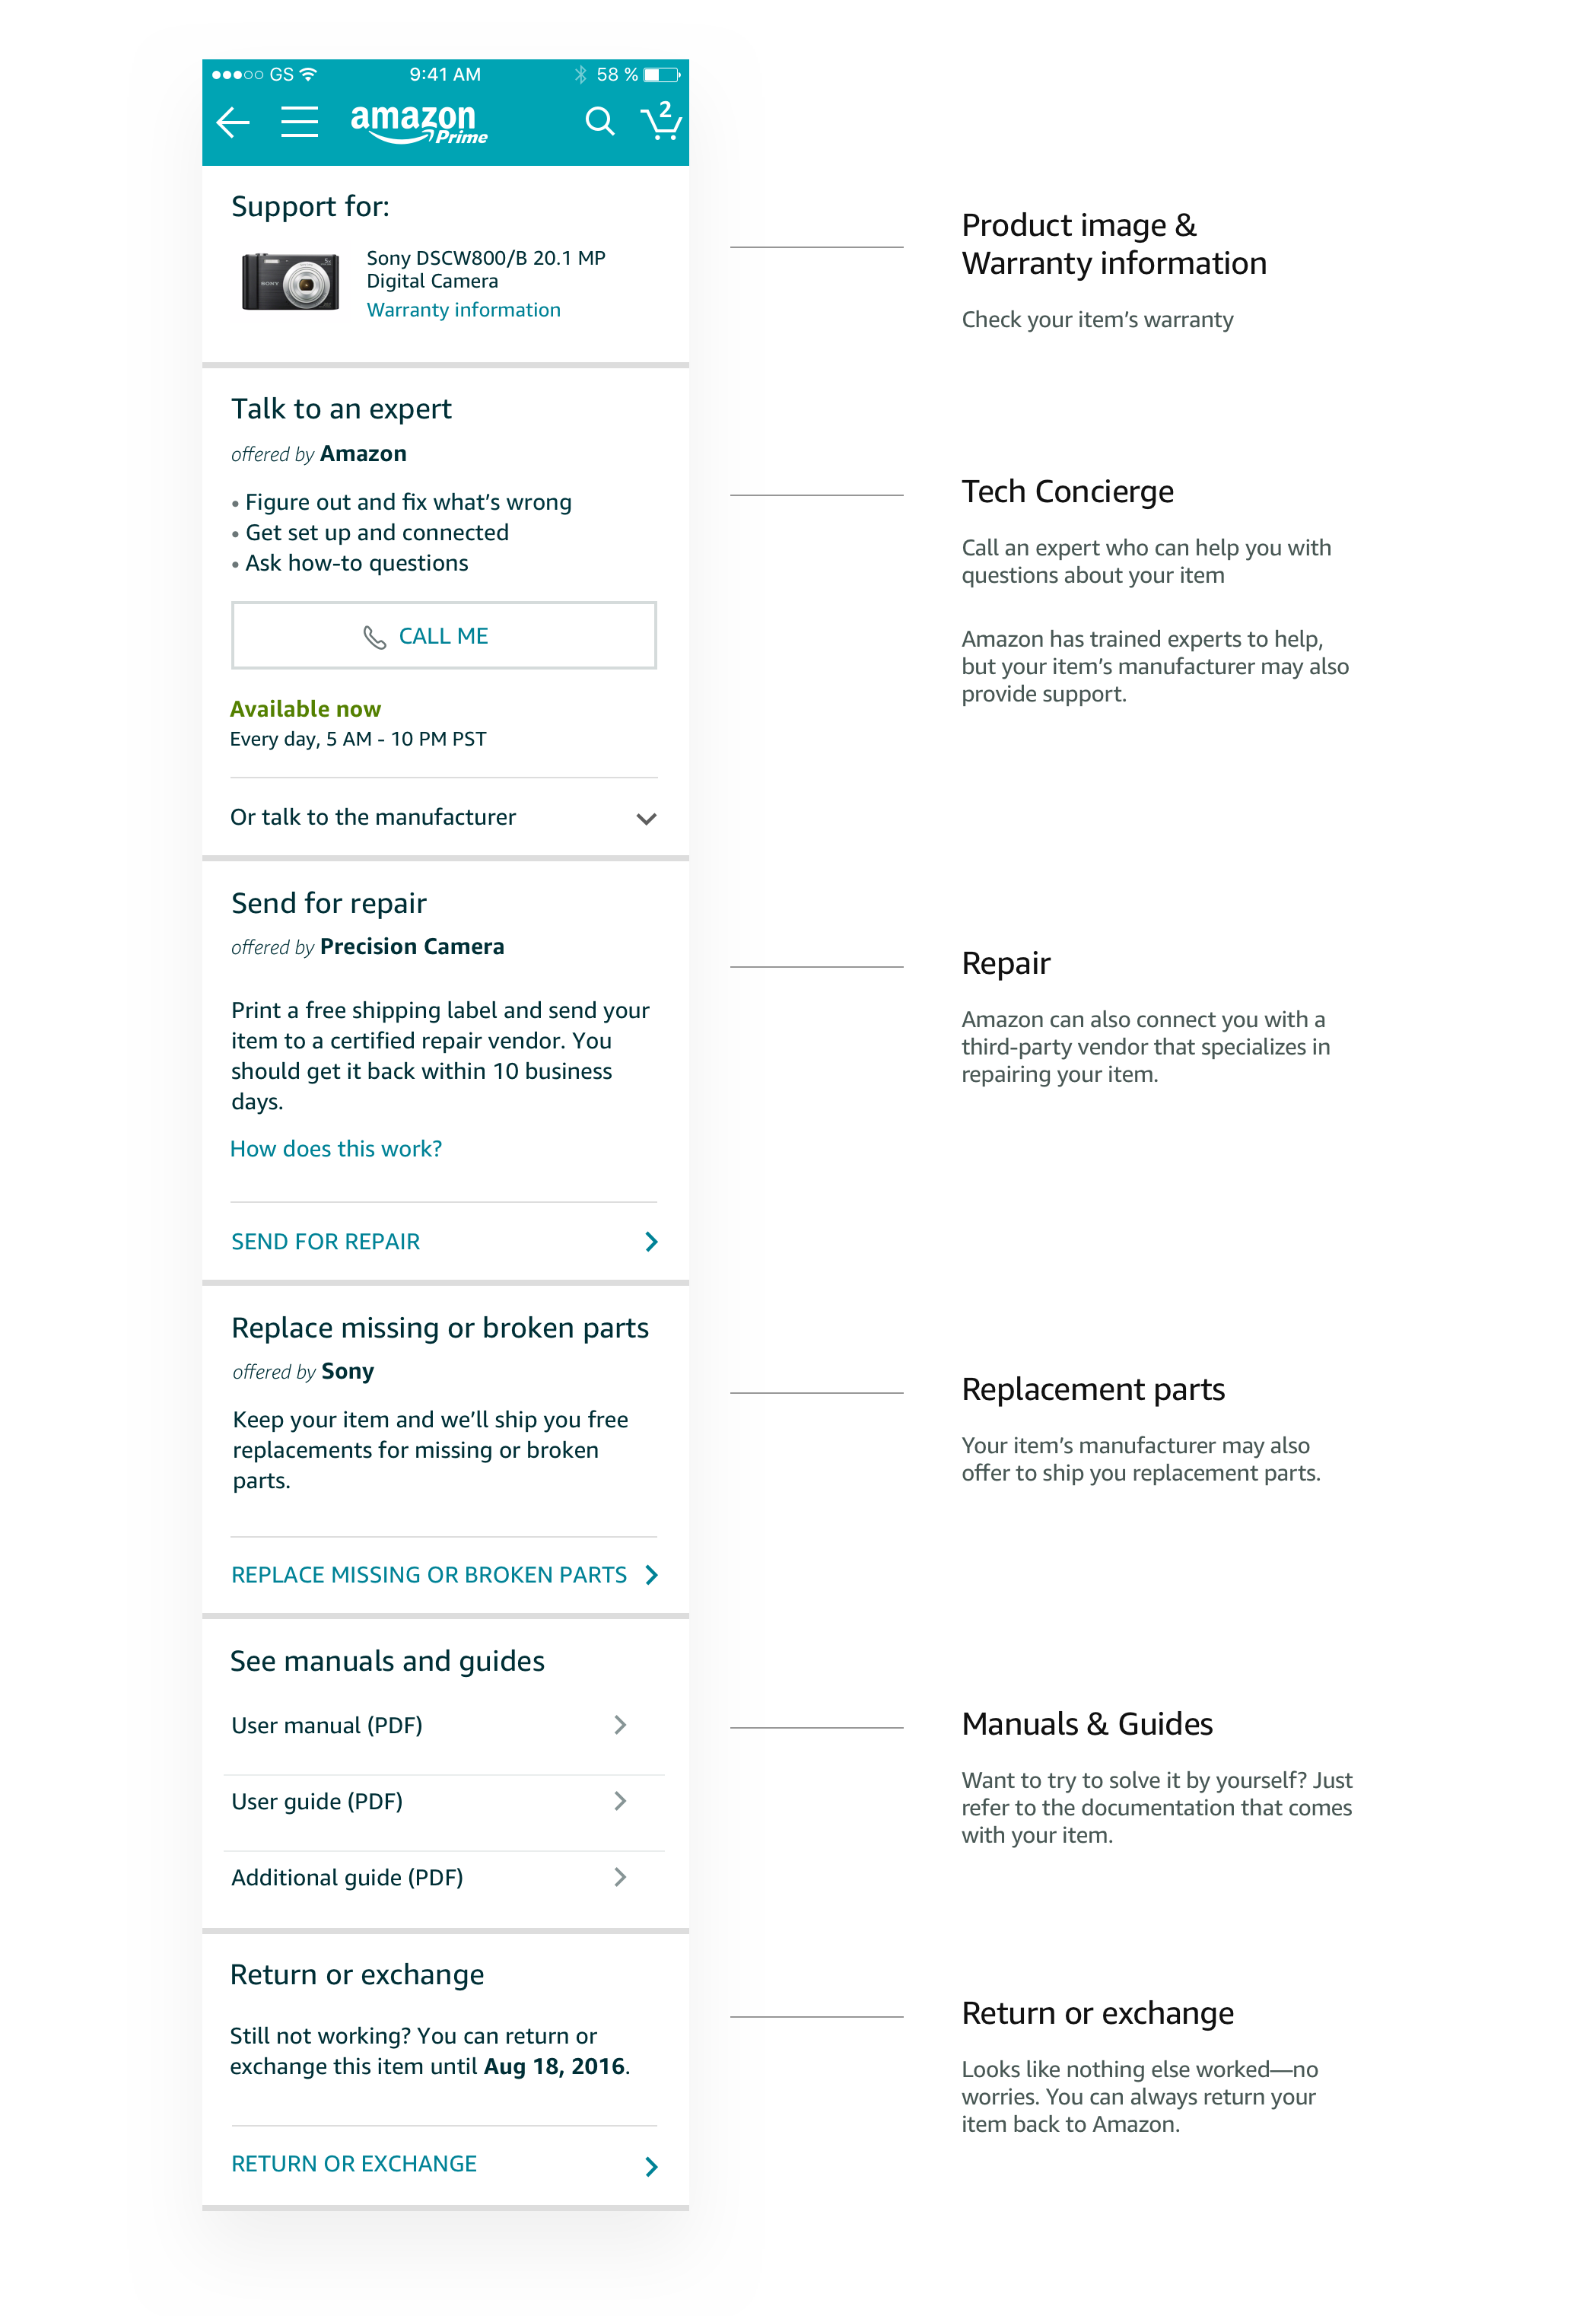 GS 9:41 AM 58 %
amazon Prime 2
Support for:
SONY
Sony DSCW800/B 20.1 MP
Digital Camera
Warranty information
Product image &
Warranty information
Check your item’s warranty
Talk to an expert
offered by Amazon
• Figure out and fix what’s wrong
• Get set up and connected
• Ask how-to questions
CALL ME
Available now
Every day, 5 AM - 10 PM PST
Or talk to the manufacturer
Tech Concierge
Call an expert who can help you with
questions about your item
Amazon has trained experts to help,
but your item’s manufacturer may also
provide support.
Send for repair
offered by Precision Camera
Print a free shipping label and send your
item to a certified repair vendor. You
should get it back within 10 business
days.
How does this work?
SEND FOR REPAIR
Repair
Amazon can also connect you with a
third-party vendor that specializes in
repairing your item.
Replace missing or broken parts
offered by Sony
Keep your item and we’ll ship you free
replacements for missing or broken
parts.
REPLACE MISSING OR BROKEN PARTS
Replacement parts
Your item’s manufacturer may also
offer to ship you replacement parts.
See manuals and guides
User manual (PDF)
User guide (PDF)
Additional guide (PDF)
Manuals & Guides
Want to try to solve it by yourself? Just
refer to the documentation that comes
with your item.
Return or exchange
Still not working? You can return or
exchange this item until Aug 18, 2016.
RETURN OR EXCHANGE
Return or exchange
Looks like nothing else worked—no
worries. You can always return your
item back to Amazon.